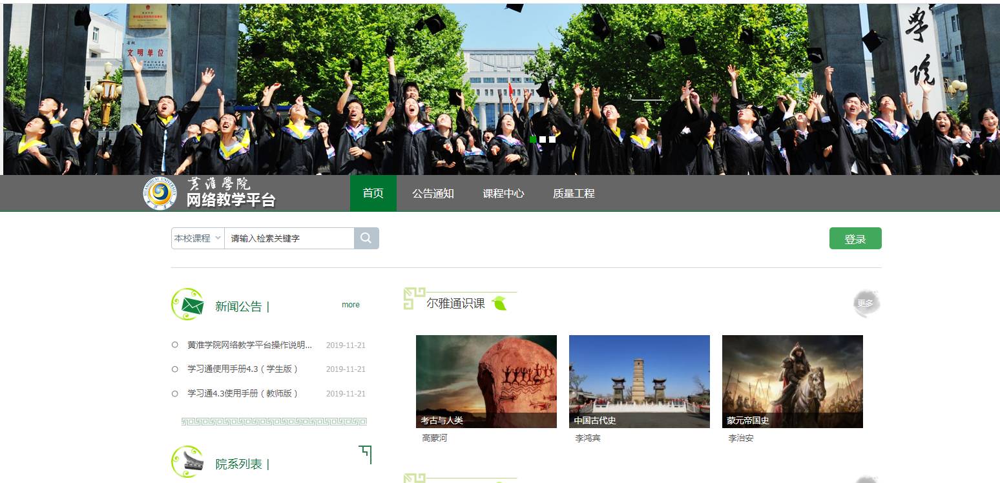 省级
文明单位
學院
HUANGHUAI UNIVERSITY
黄淮學院
网络教学平台
首页
公告通知
课程中心
质量工程
本校课程
请输入检索关键字
登录
新闻公告 |
more
黄淮学院网络教学平台操作说明... 2019-11-21
学习通使用手册4.3（学生版） 2019-11-21
学习通4.3使用手册（教师版） 2019-11-21
院系列表 |
尔雅通识课
更多
考古与人类
高蒙河
中国古代史
李鸿宾
蒙元帝国史
李治安